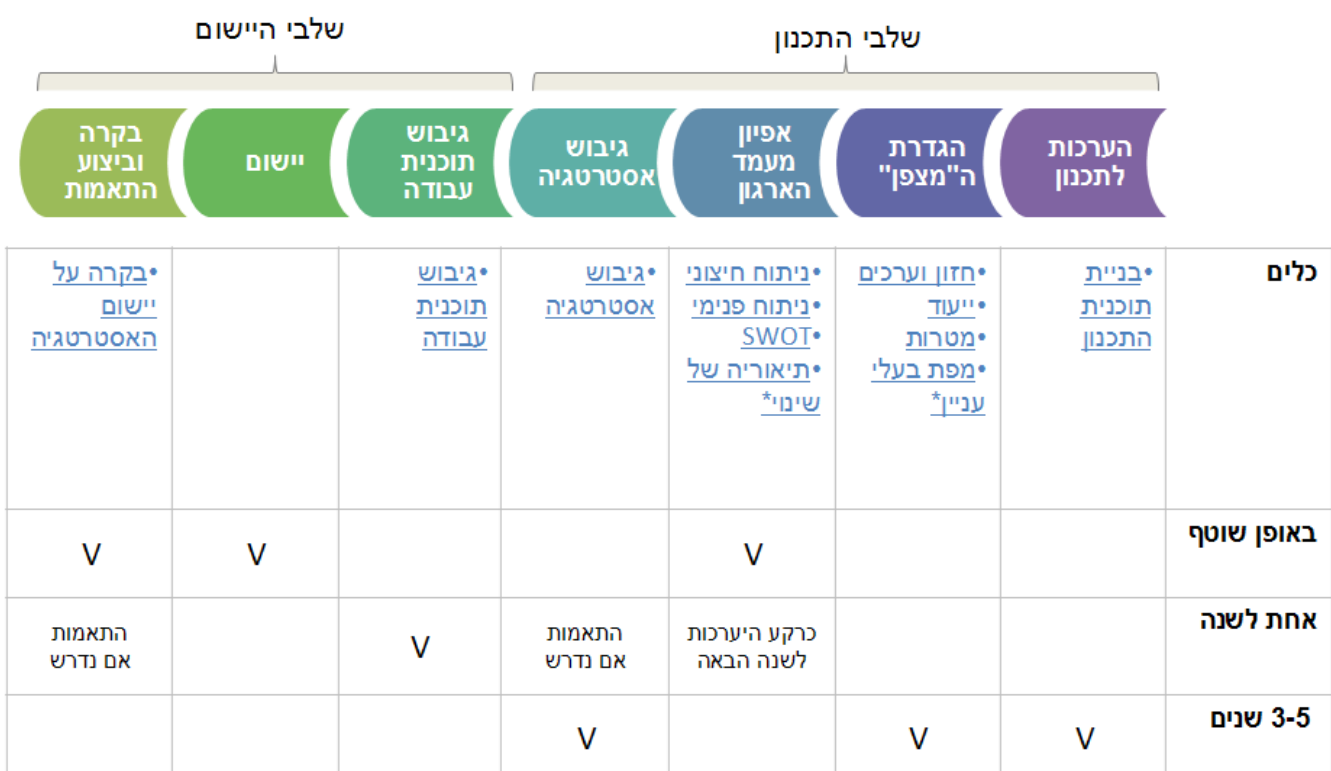 שלבי התכנון
שלבי היישום
הערכות
לתכנון
הגדרת
ה"מצפן"
אפיון
מעמד
הארגון
גיבוש
אסטרטגיה
גיבוש
תוכנית
עבודה
יישום
בקרה
וביצוע
התאמות
כלים
•בניית
תוכנית
התכנון
•חזון וערכים
•ייעוד
•מטרות
•מפת בעלי
עניין*
•ניתוח חיצוני
•ניתוח פנימי
•SWOT
•תיאוריה של
שינוי*
•גיבוש
אסטרטגיה
•גיבוש
תוכנית
עבודה
•בקרה על
יישום
האסטרטגיה
באופן שוטף
V
V
V
אחת לשנה
כרקע היערכות
לשנה הבאה
התאמות
אם נדרש
V
התאמות
אם נדרש
3-5 שנים
V
V
V